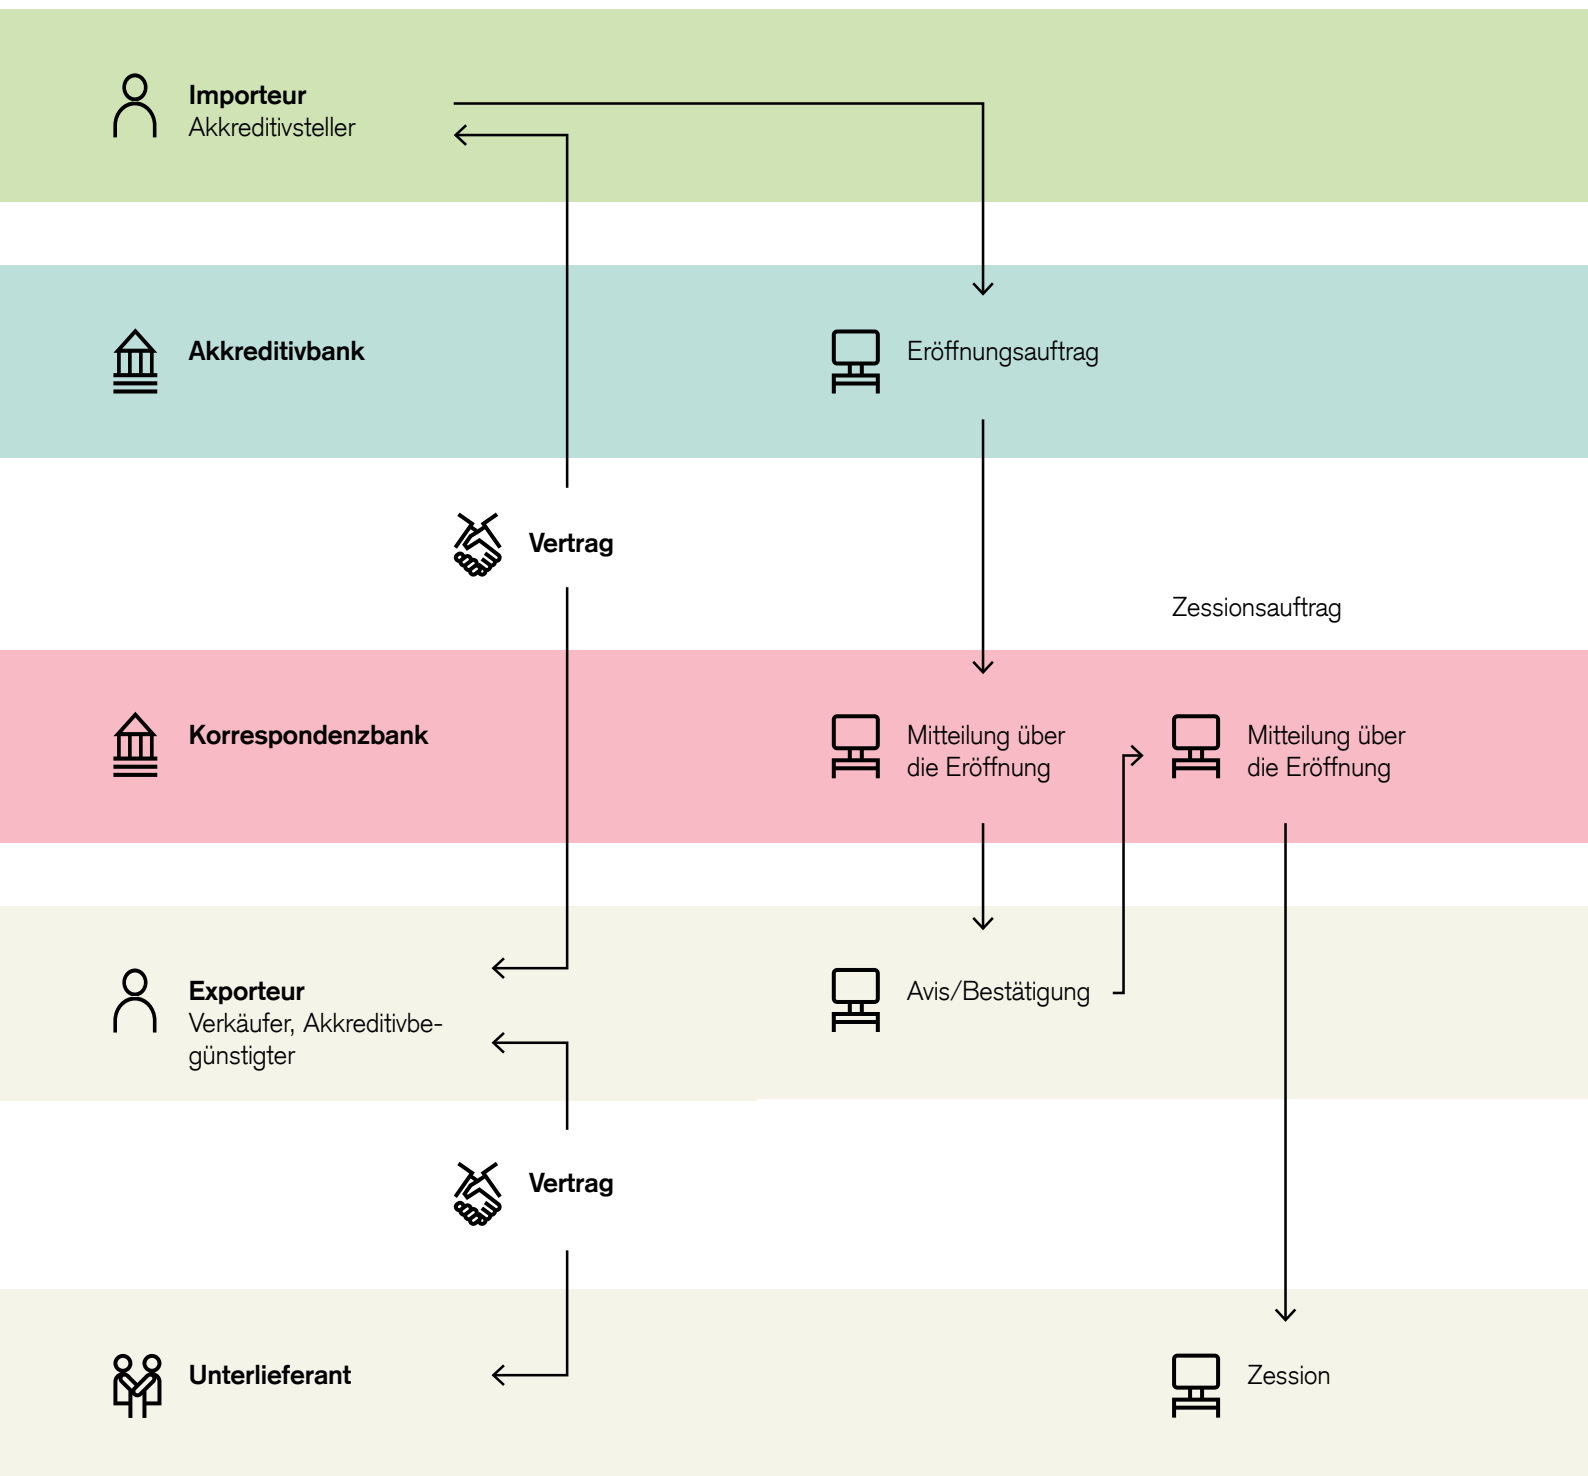 Importeur
Akkreditivsteller
Akkreditivbank
Eröffnungsauftrag
Vertrag
Zessionsauftrag
Korrespondenzbank
Mitteilung über
die Eröffnung
Mitteilung über
die Eröffnung
Exporteur
Verkäufer, Akkreditivbe-
günstigter
Avis/Bestätigung
Vertrag
Unterlieferant
Zession